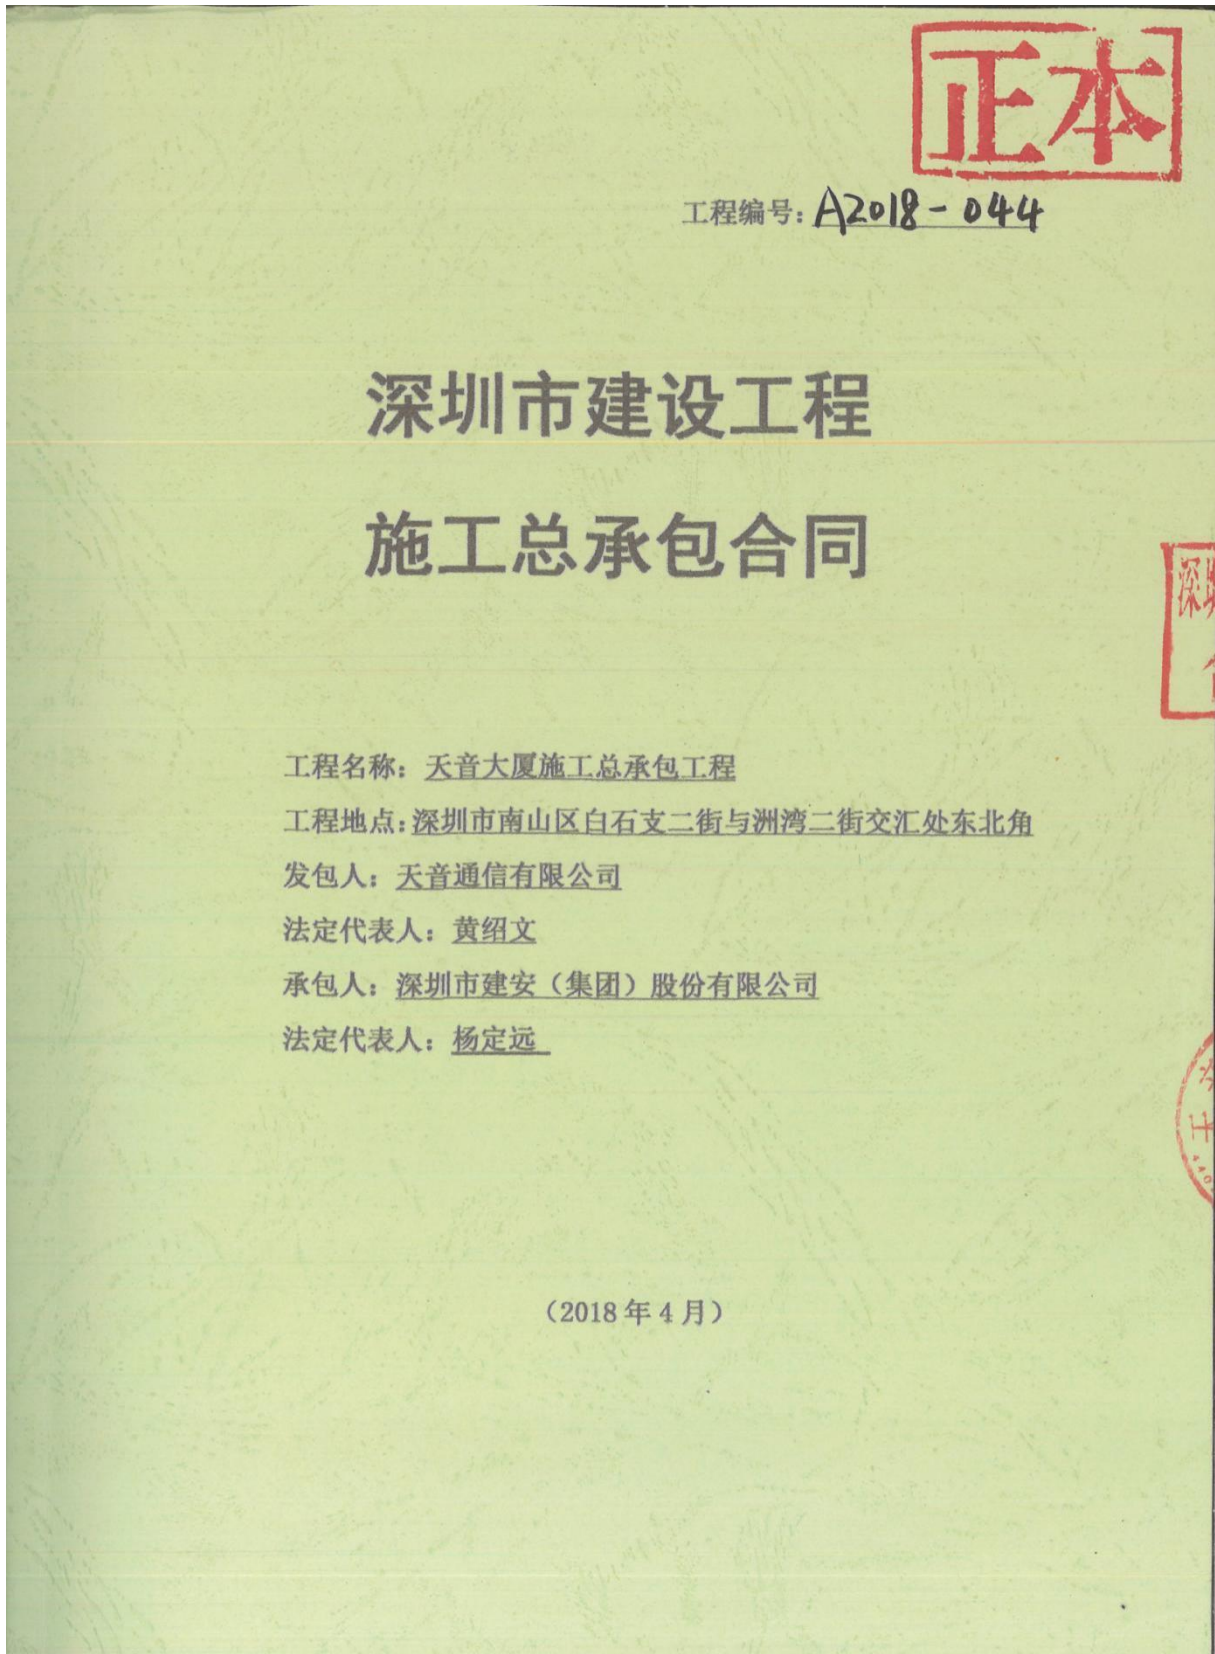 正本
工程编号：A2018-044
深圳市建设工程
施工总承包合同
深圳
工程名称：天音大厦施工总承包工程
工程地点：深圳市南山区白石支二街与洲湾二街交汇处东北角
发包人：天音通信有限公司
法定代表人：黄绍文
承包人：深圳市建安（集团）股份有限公司
法定代表人：杨定远
（2018年4月）